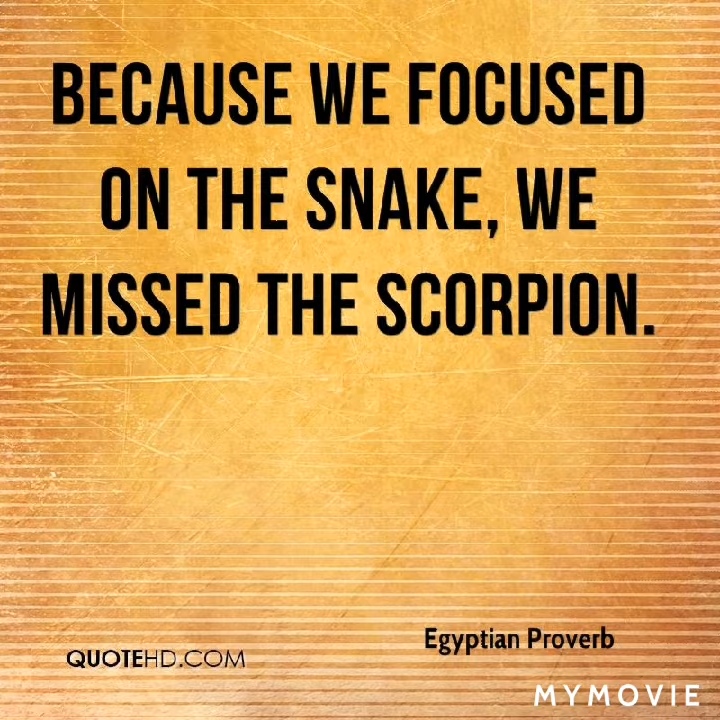 BECAUSE WE FOCUSED
ON THE SNAKE, WE
MISSED THE SCORPION.
Egyptian Proverb
QUOTEHD.COM
MYMOVIE